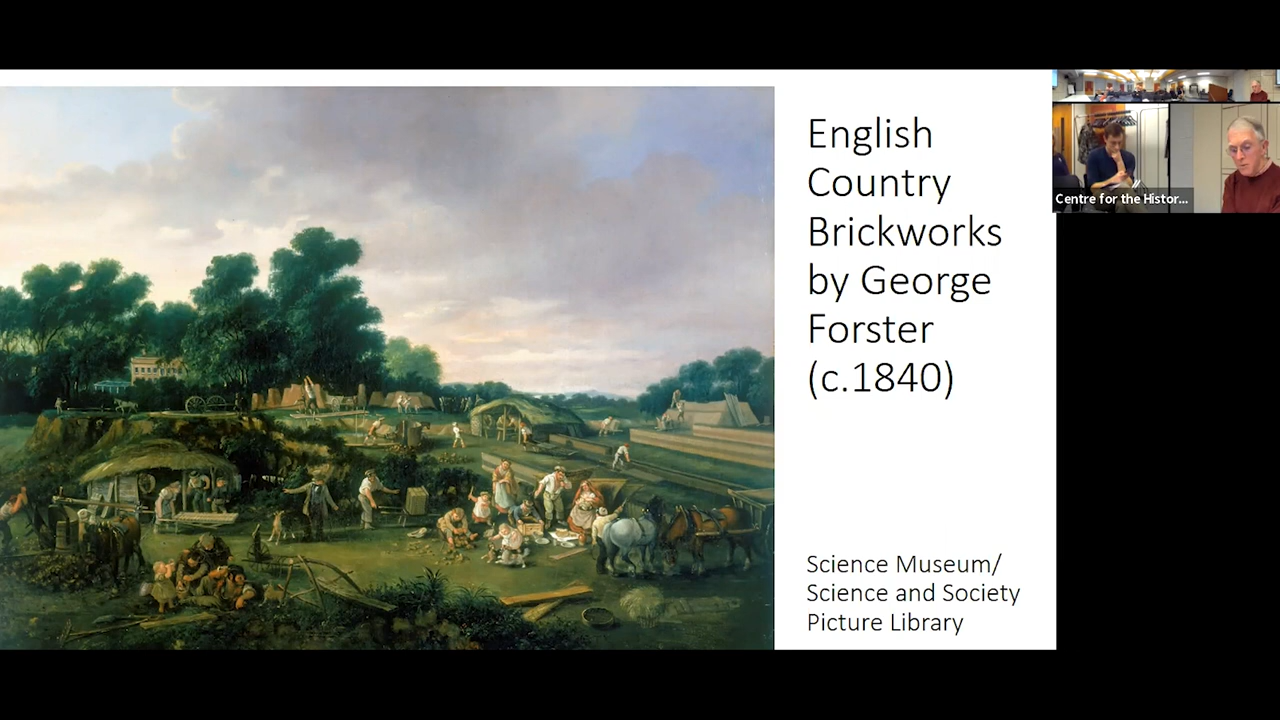 English
Country
Brickworks
by George
Forster
(c.1840)
Science Museum/
Science and Society
Picture Library
Centre for the Histor...